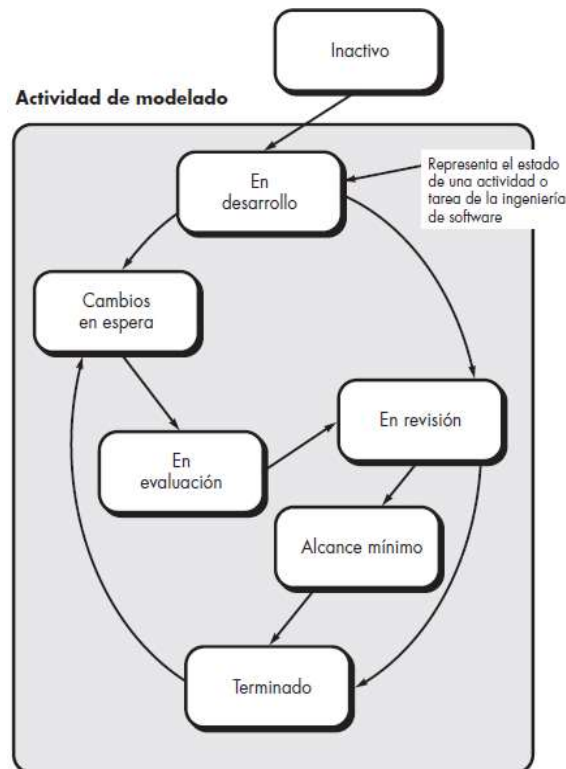 Inactivo
Actividad de modelado
En
desarrollo
Representa el estado
de una actividad o
tarea de la ingeniería
de software
Cambios
en espera
En revisión
En
evaluación
Alcance mínimo
Terminado